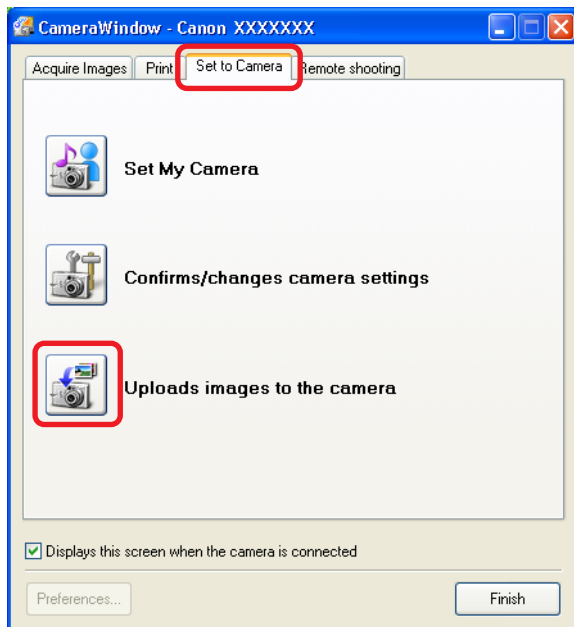 CameraWindow - Canon XXXXXXX
Acquire Images Print Set to Camera Remote shooting
Set My Camera
Confirms/changes camera settings
Uploads images to the camera
Displays this screen when the camera is connected
Preferences... Finish